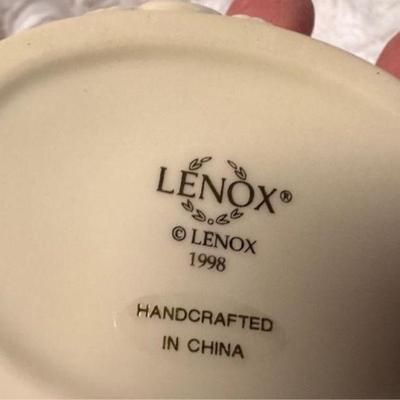 LENOX®
© LENOX
1998
HANDCRAFTED
IN CHINA